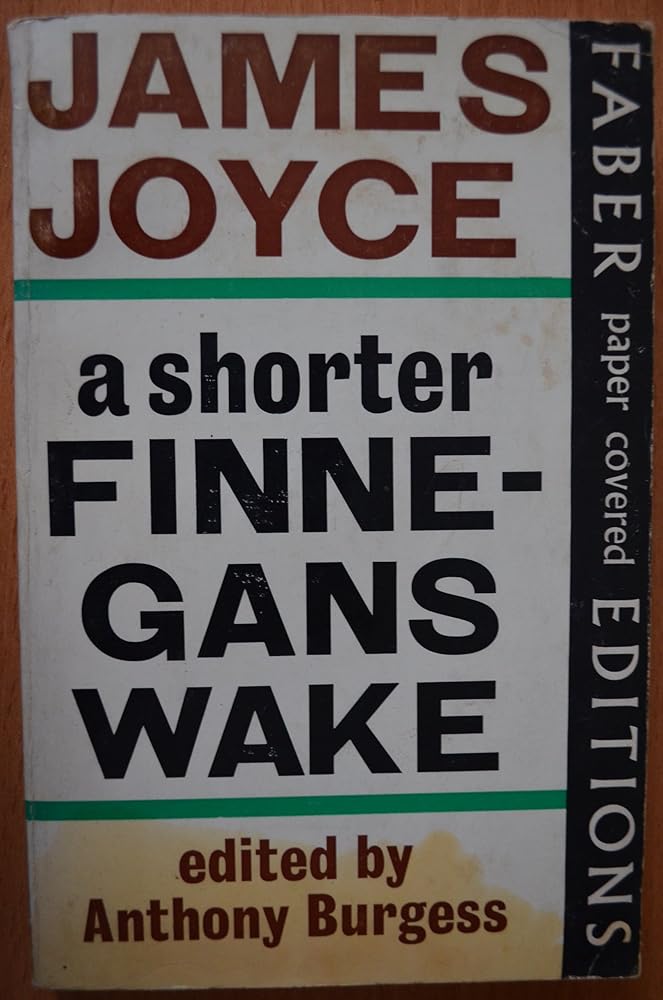 JAMES
JOYCE
a shorter
FINNE-
GANS
WAKE
edited by
Anthony Burgess
FABER paper covered EDITIONS